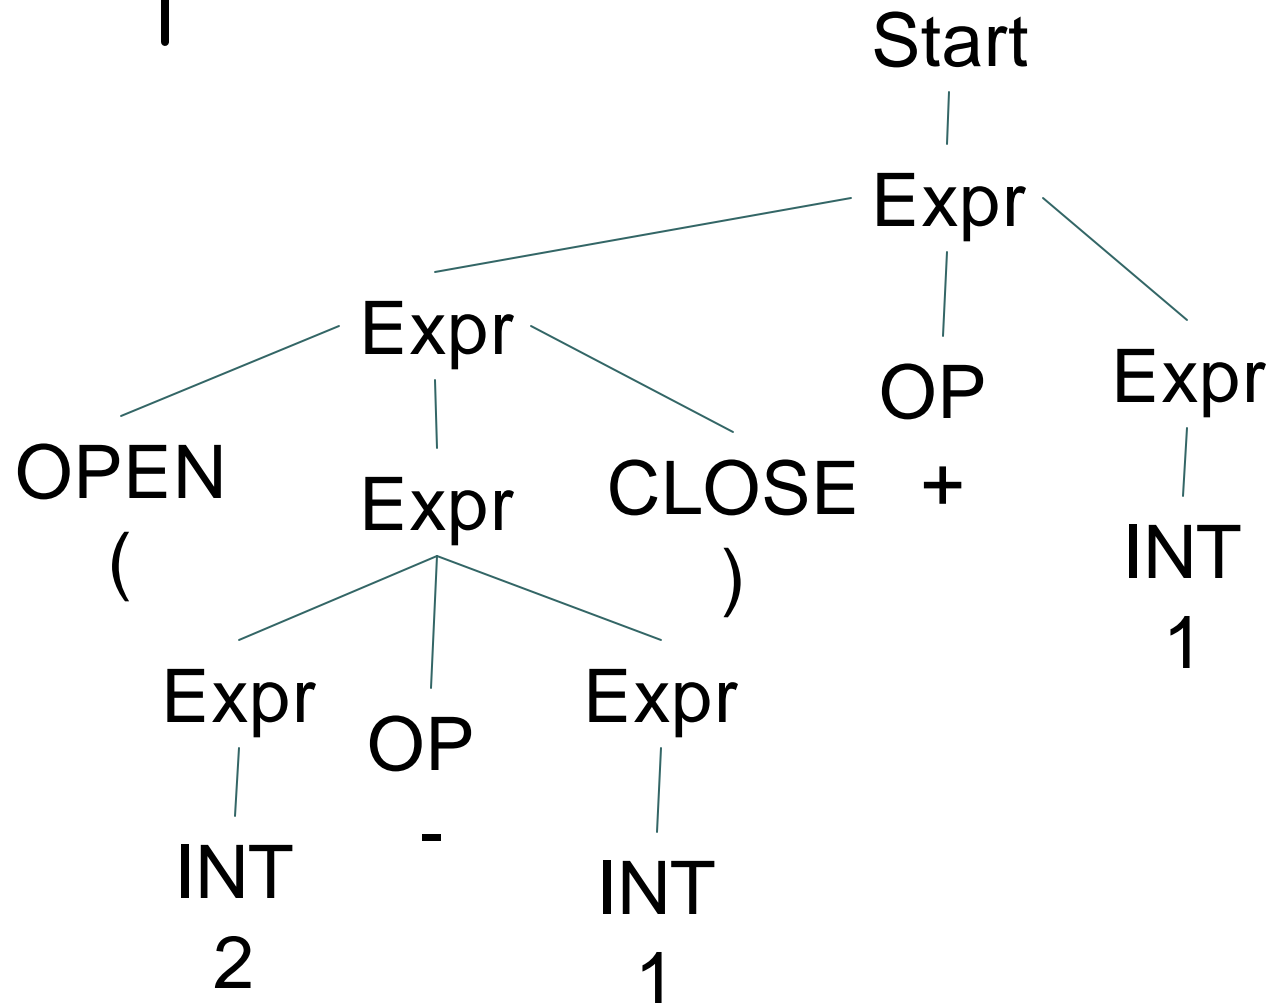 Start
Expr
Expr
OP
+
Expr
INT
1
OPEN
(
Expr
CLOSE
)
Expr
INT
2
OP
-
Expr
INT
1